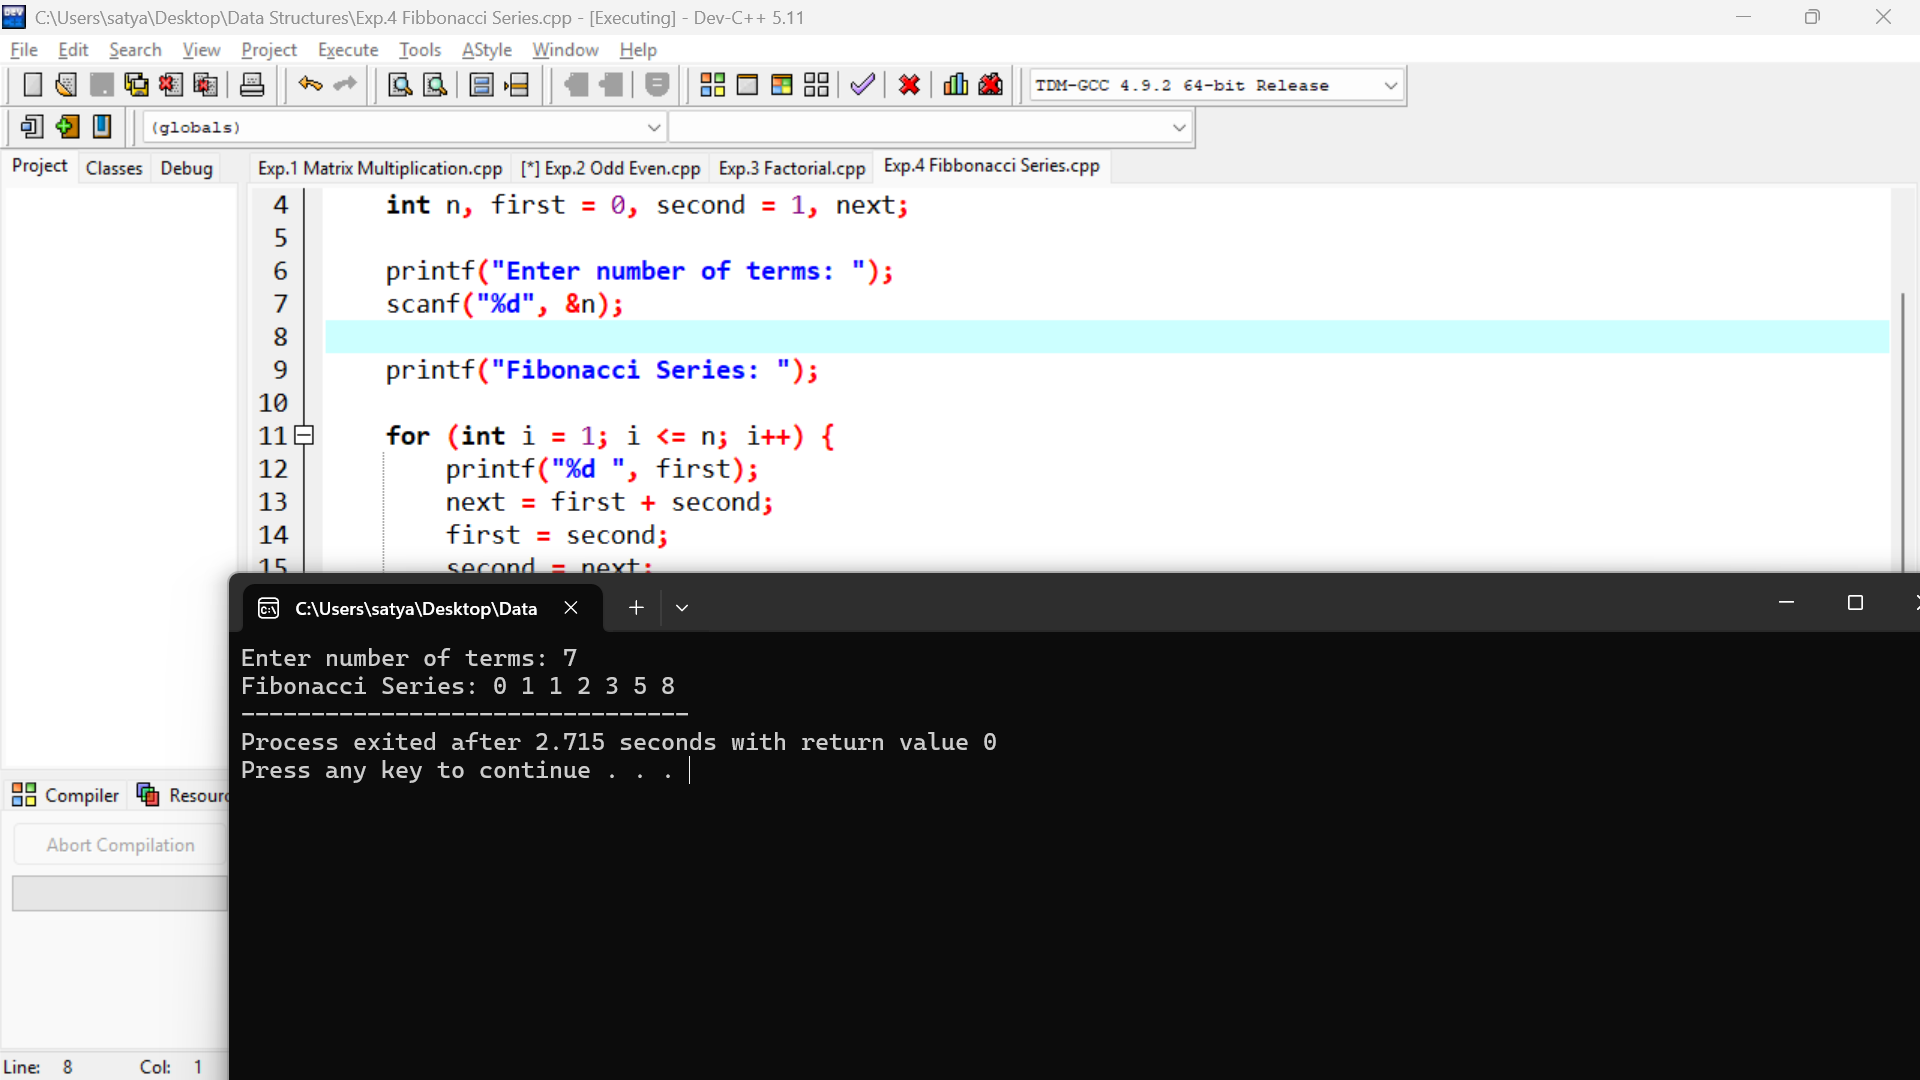 C:\Users\satya\Desktop\Data Structures\Exp.4 Fibbonacci Series.cpp - [Executing] - Dev-C++ 5.11
File Edit Search View Project Execute Tools AStyle Window Help
TDM-GCC 4.9.2 64-bit Release
(globals)
Project Classes Debug Exp.1 Matrix Multiplication.cpp [*] Exp.2 Odd Even.cpp Exp.3 Factorial.cpp Exp.4 Fibbonacci Series.cpp
4 int n, first = 0, second = 1, next;
5
6 printf("Enter number of terms: ");
7 scanf("%d", &n);
8
9 printf("Fibonacci Series: ");
10
11 for (int i = 1; i <= n; i++) {
12 printf("%d ", first);
13 next = first + second;
14 first = second;
15 second = next;
C:\Users\satya\Desktop\Data
Enter number of terms: 7
Fibonacci Series: 0 1 1 2 3 5 8
--------------------------------
Process exited after 2.715 seconds with return value 0
Press any key to continue . . .
Compiler Resourc
Abort Compilation
Line: 8 Col: 1